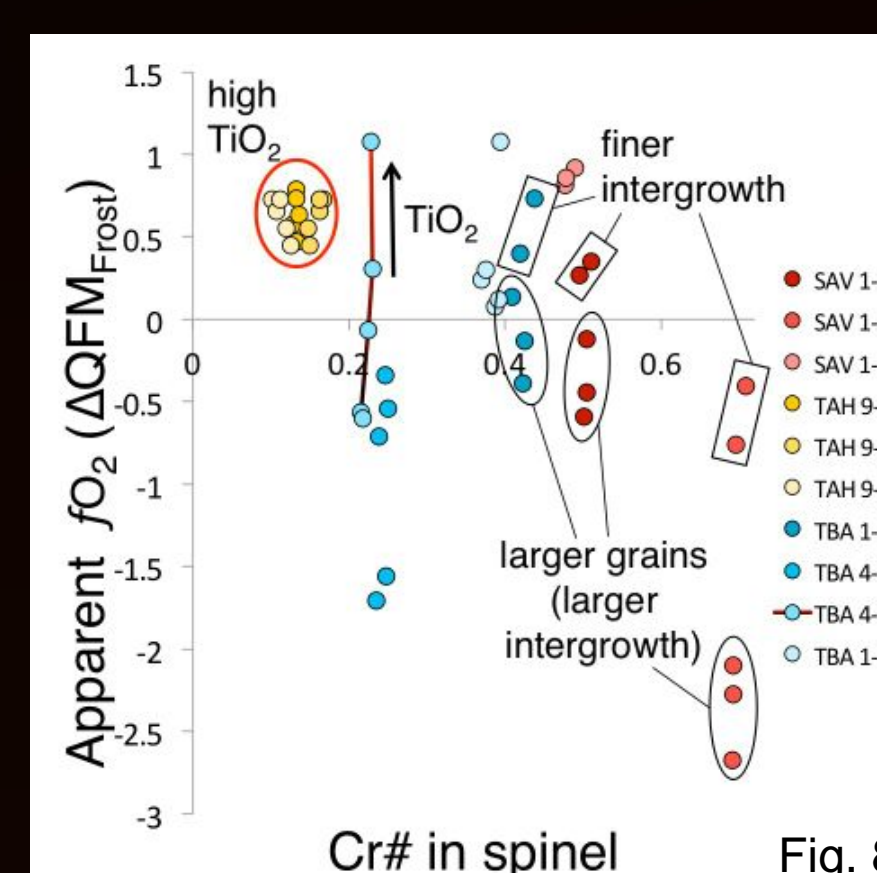 1.5
high
TiO2
1
finer
intergrowth
TiO2
0.5
0
0
0.2
0.4
0.6
-0.5
-1
-1.5
-2
-2.5
-3
Apparent fO2 (ΔQFMFrost)
larger grains
(larger
intergrowth)
SAV 1-
SAV 1-
SAV 1-
TAH 9-
TAH 9-
TAH 9-
TBA 1-
TBA 4-
TBA 4-
TBA 1-
Cr# in spinel
Fig. 8